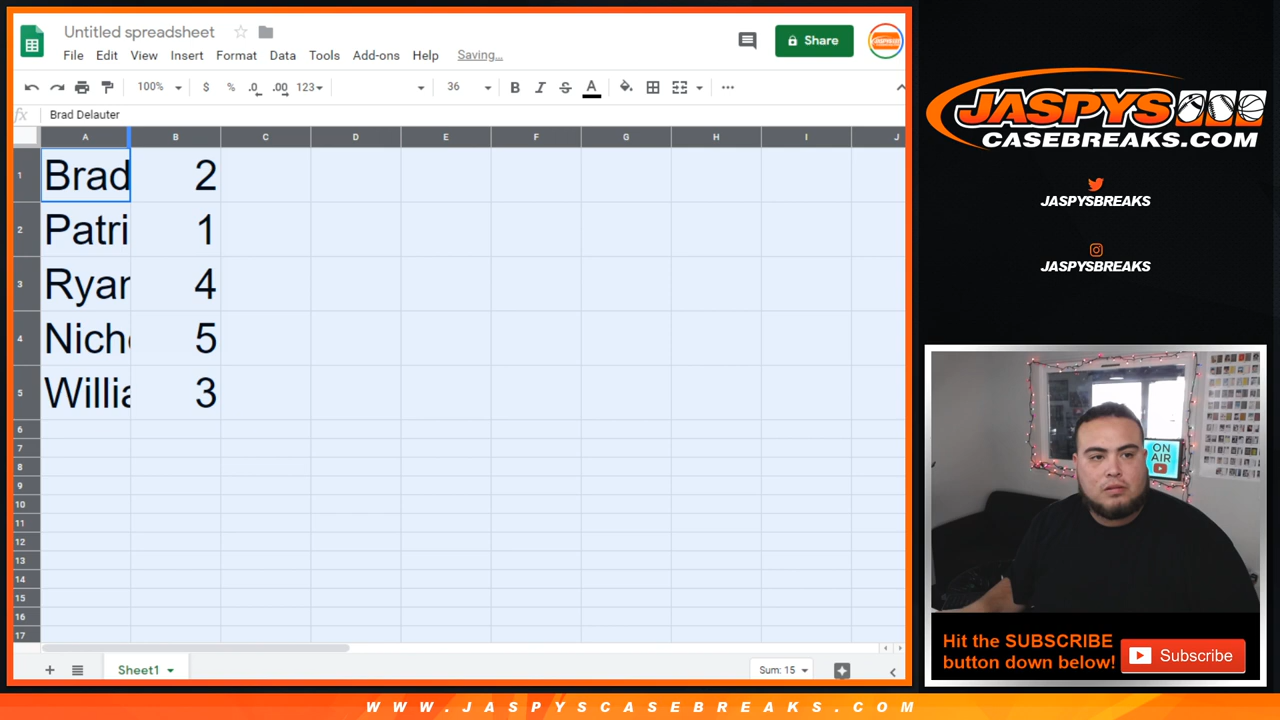 Untitled spreadsheet
File Edit View Insert Format Data Tools Add-ons Help Saving...
Share
100% $ % .0 .00 123 36 B I S A
fx Brad Delauter
A B C D E F G H I J
1 Brad 2
2 Patri 1
3 Ryan 4
4 Nich 5
5 Willia 3
6
7
8
9
10
11
12
13
14
15
16
17
Sheet1
Sum: 15
JASPYS
CASEBREAKS.COM
JASPYSBREAKS
JASPYSBREAKS
ON
AIR
Hit the SUBSCRIBE
button down below!
Subscribe
WWW.JASPYSCASEBREAKS.COM